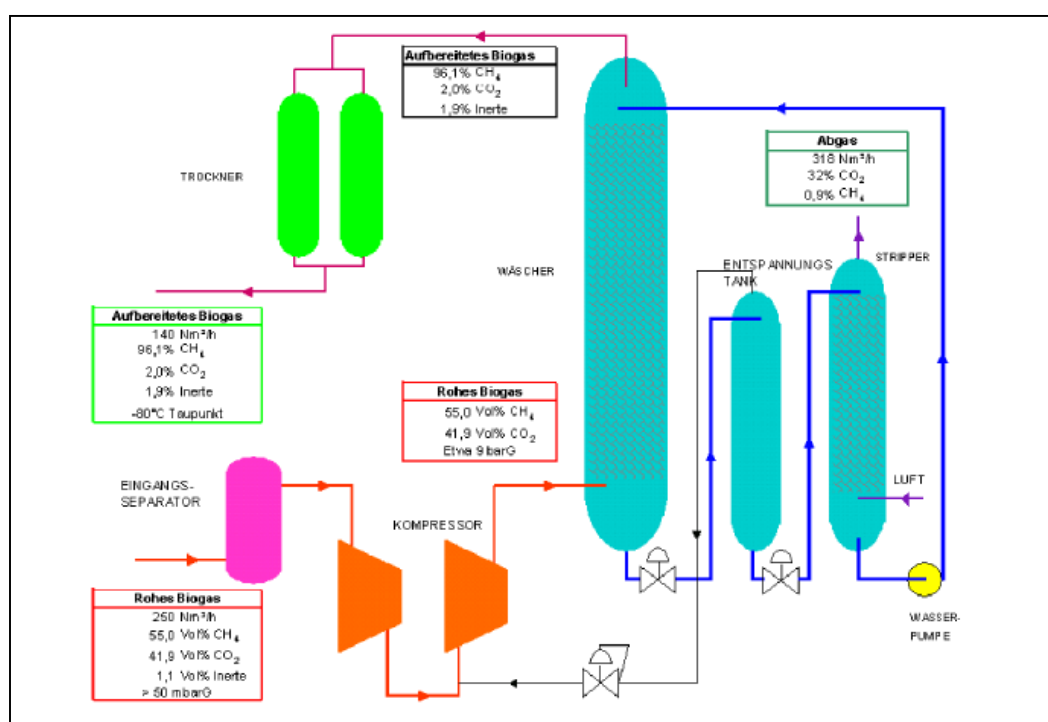 Aufbereitetes Biogas
96,1% CH₄
2,0% CO₂
1,9% Inerte
Abgas
318 Nm³/h
32% CO₂
0,9% CH₄
TROCKNER
WÄSCHER
ENTSPANNUNGS
TANK
STRIPPER
Aufbereitetes Biogas
140 Nm³/h
96,1% CH₄
2,0% CO₂
1,9% Inerte
-80°C Taupunkt
Rohes Biogas
55,0 Vol% CH₄
41,9 Vol% CO₂
Etwa 9 barG
LUFT
EINGANGS-
SEPARATOR
KOMPRESSOR
Rohes Biogas
250 Nm³/h
55,0 Vol% CH₄
41,9 Vol% CO₂
1,1 Vol% Inerte
> 50 mbarG
WASSER-
PUMPE